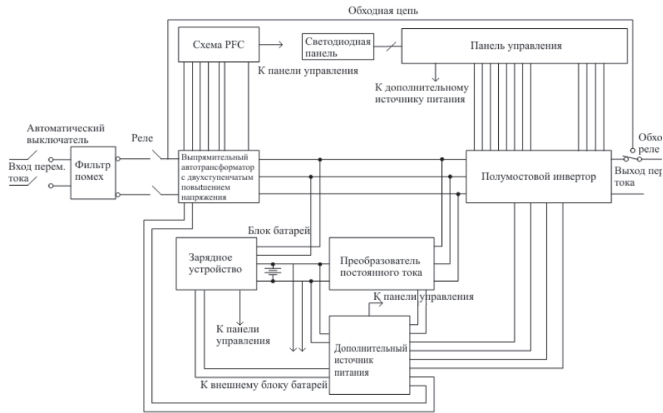 Обходная цепь
Схема PFC
Светодиодная
панель
Панель управления
К панели управления
К дополнительному
источнику питания
Автоматический
выключатель
Реле
Обхо
реле
Вход перем.
тока
Фильтр
помех
Выпрямительный
автотрансформатор
с двухступенчатым
повышением
напряжения
Полумостовой инвертор
Выход пер
тока
Блок батарей
Зарядное
устройство
Преобразователь
постоянного тока
К панели управления
К панели
управления
Дополнительный
источник
питания
К внешнему блоку батарей